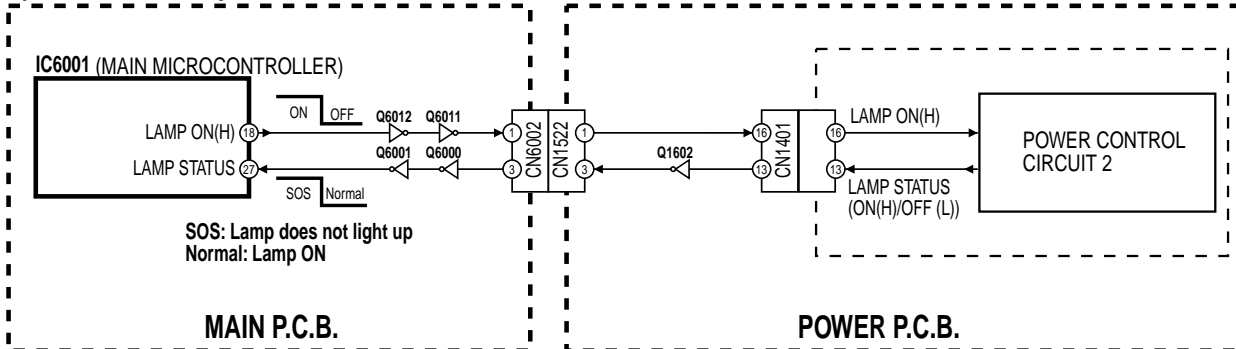 IC6001 (MAIN MICROCONTROLLER)
ON OFF
Q6012 Q6011
LAMP ON(H) 18
1 1
16 16
LAMP ON(H)
LAMP STATUS 27
Q6001 Q6000
3 3
CN6002 CN1522
Q1602
13 13
CN1401
POWER CONTROL
CIRCUIT 2
SOS Normal
LAMP STATUS
(ON(H)/OFF (L))
SOS: Lamp does not light up
Normal: Lamp ON
MAIN P.C.B.
POWER P.C.B.